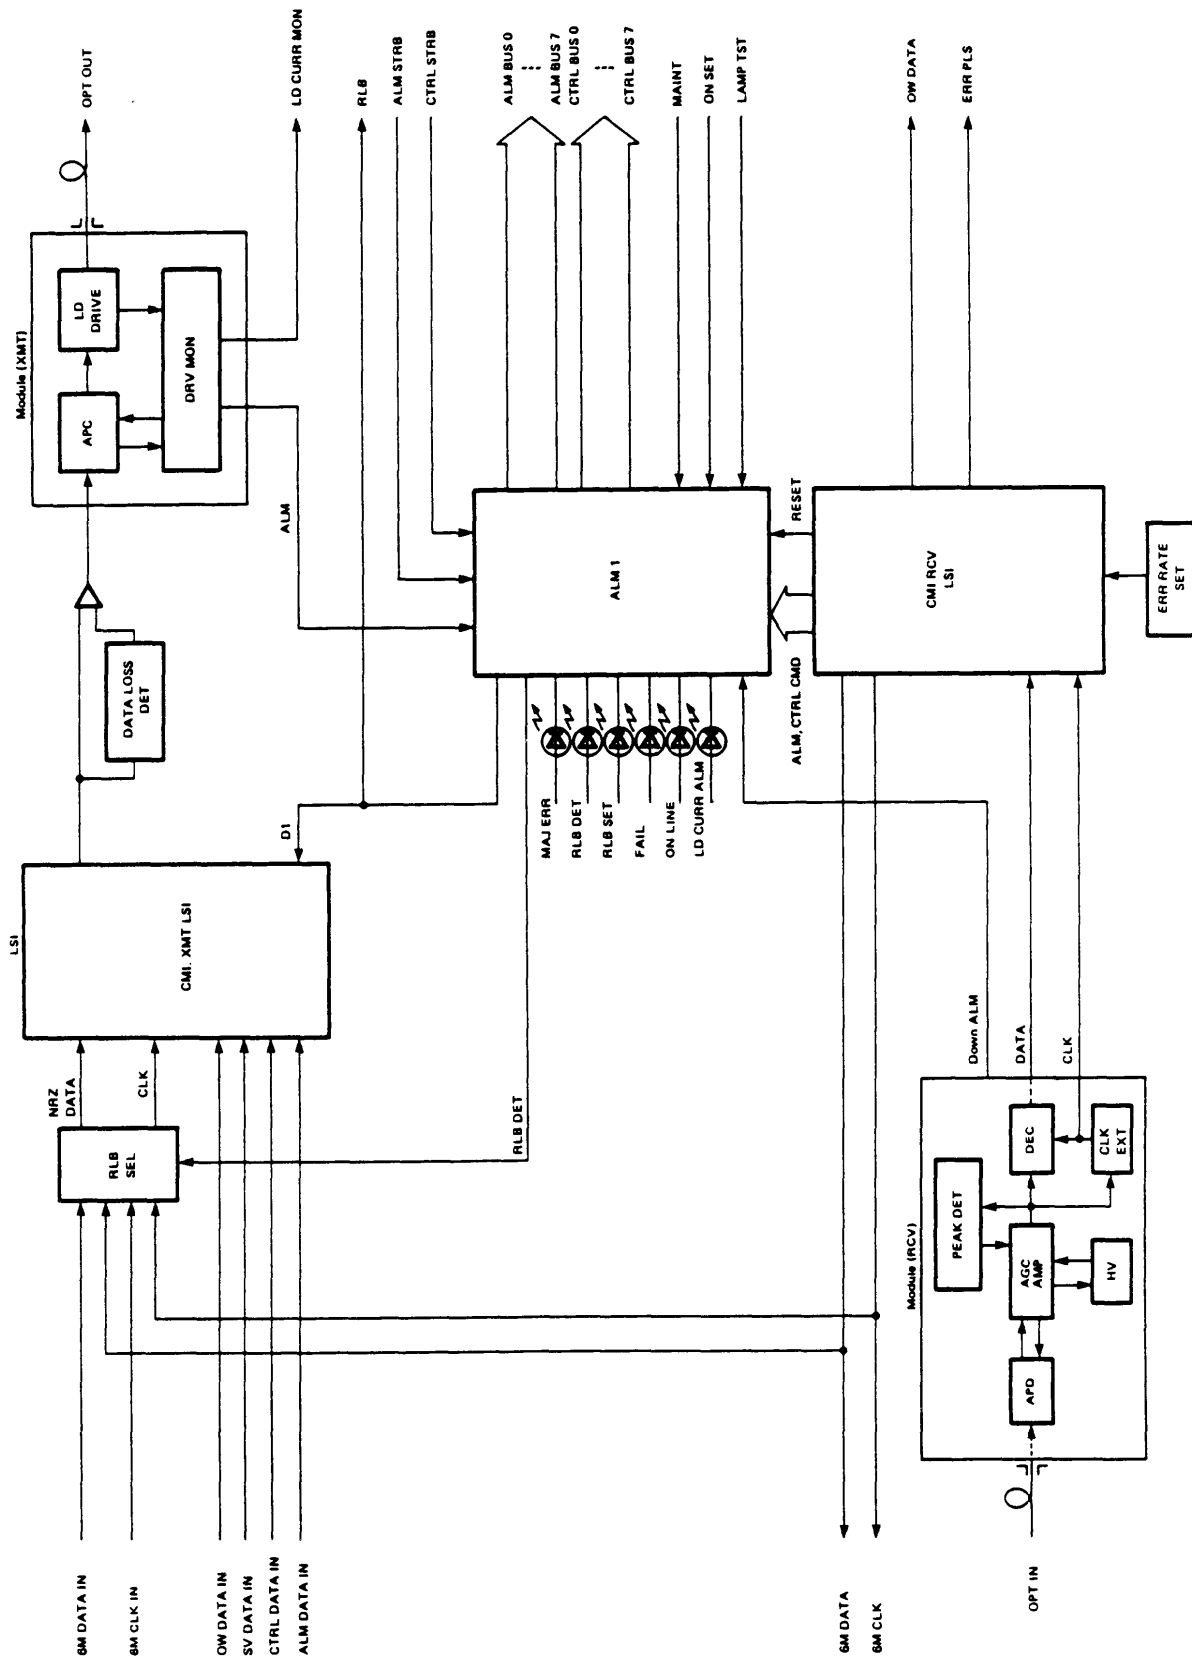 6M DATA IN
6M CLK IN
OW DATA IN
SV DATA IN
CTRL DATA IN
ALM DATA IN
RLB
SEL
NRZ
DATA
CLK
LSI
CMI. XMT LSI
D1
DATA LOSS
DET
Module (XMT)
APC
LD
DRIVE
DRV MON
OPT OUT
LD CURR MON
ALM
RLB
ALM STRB
CTRL STRB
RLB DET
MAJ ERR
RLB DET
RLB SET
FAIL
ON LINE
LD CURR ALM
ALM 1
ALM BUS 0
ALM BUS 7
CTRL BUS 0
CTRL BUS 7
MAINT
ON SET
LAMP TST
ALM, CTRL CMD
RESET
6M DATA
6M CLK
CMI RCV
LSI
OW DATA
ERR PLS
ERR RATE
SET
OPT IN
Module (RCV)
APD
AGC
AMP
PEAK DET
HV
DEC
CLK
EXT
Down ALM
DATA
CLK